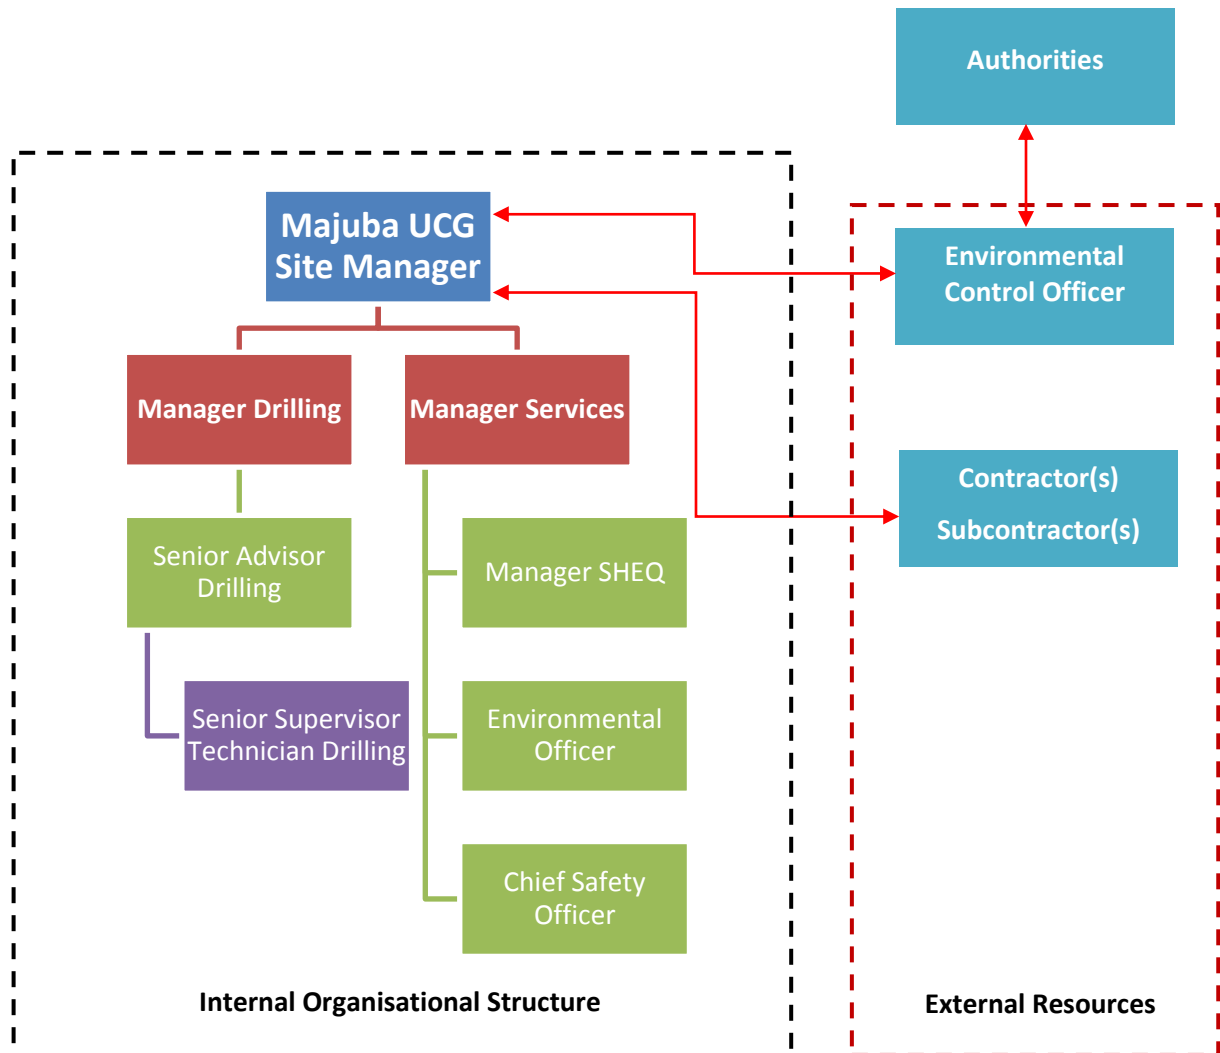 Authorities
Majuba UCG
Site Manager
Environmental
Control Officer
Manager Drilling
Manager Services
Contractor(s)
Subcontractor(s)
Senior Advisor
Drilling
Manager SHEQ
Senior Supervisor
Technician Drilling
Environmental
Officer
Chief Safety
Officer
Internal Organisational Structure
External Resources